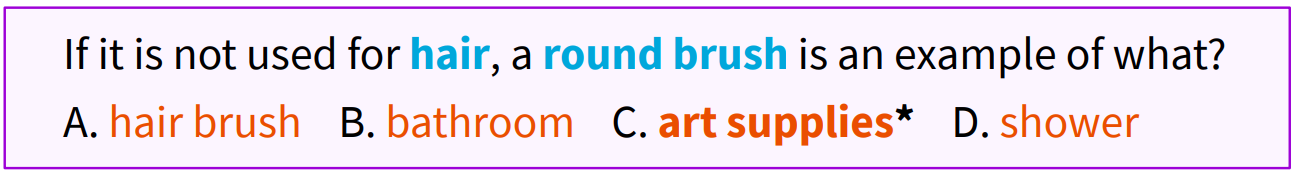 If it is not used for hair, a round brush is an example of what?
A. hair brush B. bathroom C. art supplies* D. shower